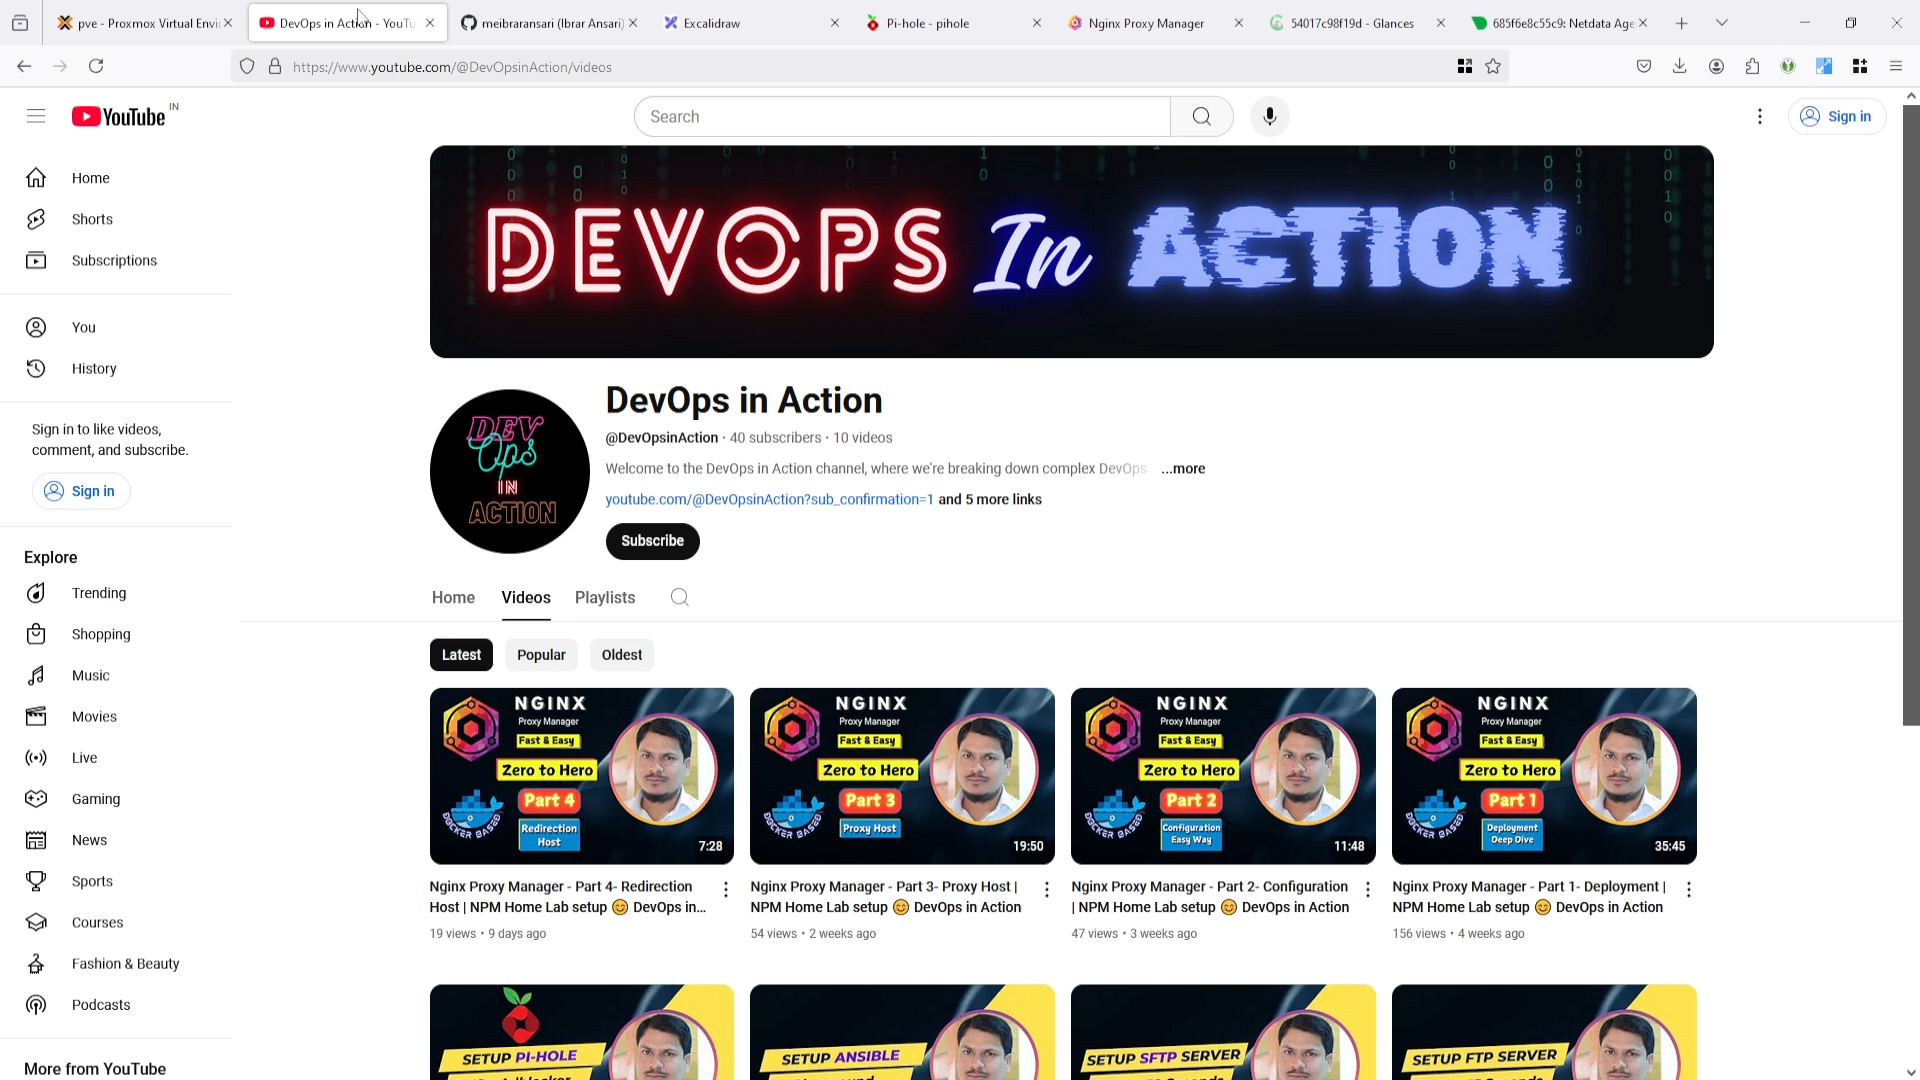 pve - Proxmox Virtual Envi
DevOps in Action - YouTu
meibraransari (Ibrar Ansari)
Excalidraw
Pi-hole - pihole
Nginx Proxy Manager
54017c98f19d - Glances
685f6e8c55c9: Netdata Age
https://www.youtube.com/@DevOpsinAction/videos
YouTube IN
Search
Sign in
Home
Shorts
Subscriptions
You
History
Sign in to like videos,
comment, and subscribe.
Sign in
Explore
Trending
Shopping
Music
Movies
Live
Gaming
News
Sports
Courses
Fashion & Beauty
Podcasts
More from YouTube
DEVOPS In ACTION
DEV
Ops
IN
ACTION
DevOps in Action
@DevOpsinAction · 40 subscribers · 10 videos
Welcome to the DevOps in Action channel, where we're breaking down complex DevOps ...more
youtube.com/@DevOpsinAction?sub_confirmation=1 and 5 more links
Subscribe
Home Videos Playlists
Latest Popular Oldest
NGINX
Proxy Manager
Fast & Easy
Zero to Hero
Part 4
Redirection
Host
DOCKER BASED
7:28
Nginx Proxy Manager - Part 4- Redirection
Host | NPM Home Lab setup 😊 DevOps in...
19 views • 9 days ago
NGINX
Proxy Manager
Fast & Easy
Zero to Hero
Part 3
Proxy Host
DOCKER BASED
19:50
Nginx Proxy Manager - Part 3- Proxy Host |
NPM Home Lab setup 😊 DevOps in Action
54 views • 2 weeks ago
NGINX
Proxy Manager
Fast & Easy
Zero to Hero
Part 2
Configuration
Easy Way
DOCKER BASED
11:48
Nginx Proxy Manager - Part 2- Configuration
| NPM Home Lab setup 😊 DevOps in Action
47 views • 3 weeks ago
NGINX
Proxy Manager
Fast & Easy
Zero to Hero
Part 1
Deployment
Deep Dive
DOCKER BASED
35:45
Nginx Proxy Manager - Part 1- Deployment |
NPM Home Lab setup 😊 DevOps in Action
156 views • 4 weeks ago
SETUP PI-HOLE
SETUP ANSIBLE
SETUP SFTP SERVER
SETUP FTP SERVER